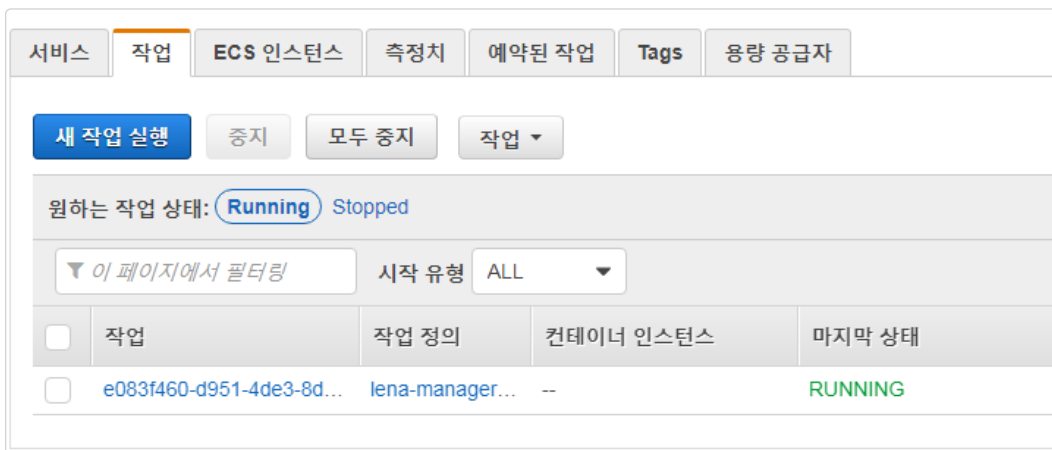 서비스 작업 ECS 인스턴스 측정치 예약된 작업 Tags 용량 공급자
새 작업 실행 중지 모두 중지 작업
원하는 작업 상태: Running Stopped
이 페이지에서 필터링 시작 유형 ALL
작업 작업 정의 컨테이너 인스턴스 마지막 상태
e083f460-d951-4de3-8d... lena-manager... -- RUNNING